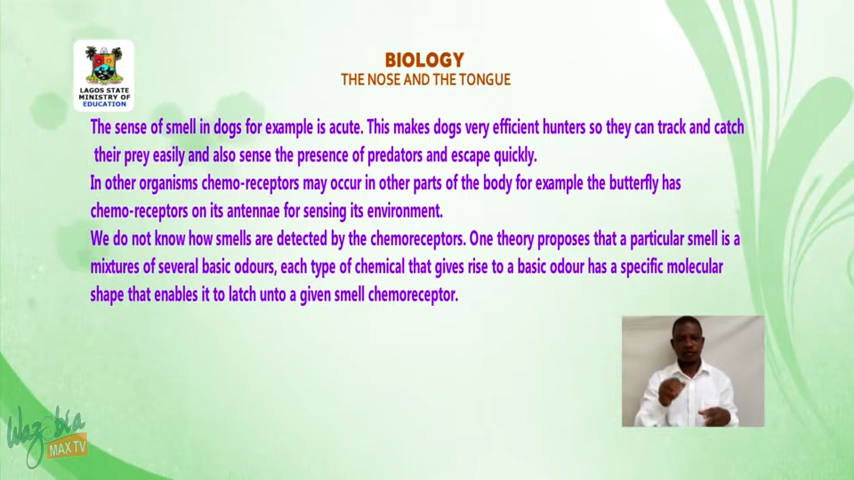 BIOLOGY
THE NOSE AND THE TONGUE
LAGOS STATE
MINISTRY OF
EDUCATION
The sense of smell in dogs for example is acute. This makes dogs very efficient hunters so they can track and catch
their prey easily and also sense the presence of predators and escape quickly.
In other organisms chemo-receptors may occur in other parts of the body for example the butterfly has
chemo-receptors on its antennae for sensing its environment.
We do not know how smells are detected by the chemoreceptors. One theory proposes that a particular smell is a
mixtures of several basic odours, each type of chemical that gives rise to a basic odour has a specific molecular
shape that enables it to latch unto a given smell chemoreceptor.
Wazobia
MAX TV